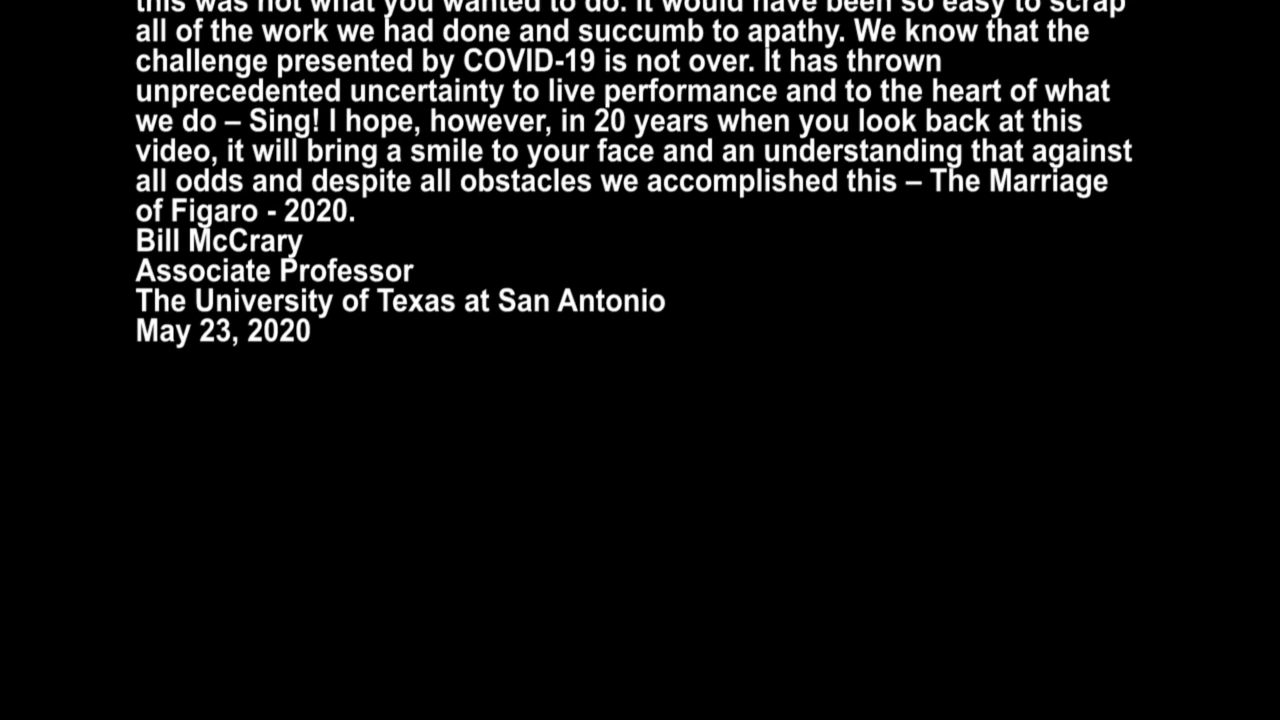 this was not what you wanted to do. It would have been so easy to scrap
all of the work we had done and succumb to apathy. We know that the
challenge presented by COVID-19 is not over. It has thrown
unprecedented uncertainty to live performance and to the heart of what
we do – Sing! I hope, however, in 20 years when you look back at this
video, it will bring a smile to your face and an understanding that against
all odds and despite all obstacles we accomplished this – The Marriage
of Figaro - 2020.
Bill McCrary
Associate Professor
The University of Texas at San Antonio
May 23, 2020